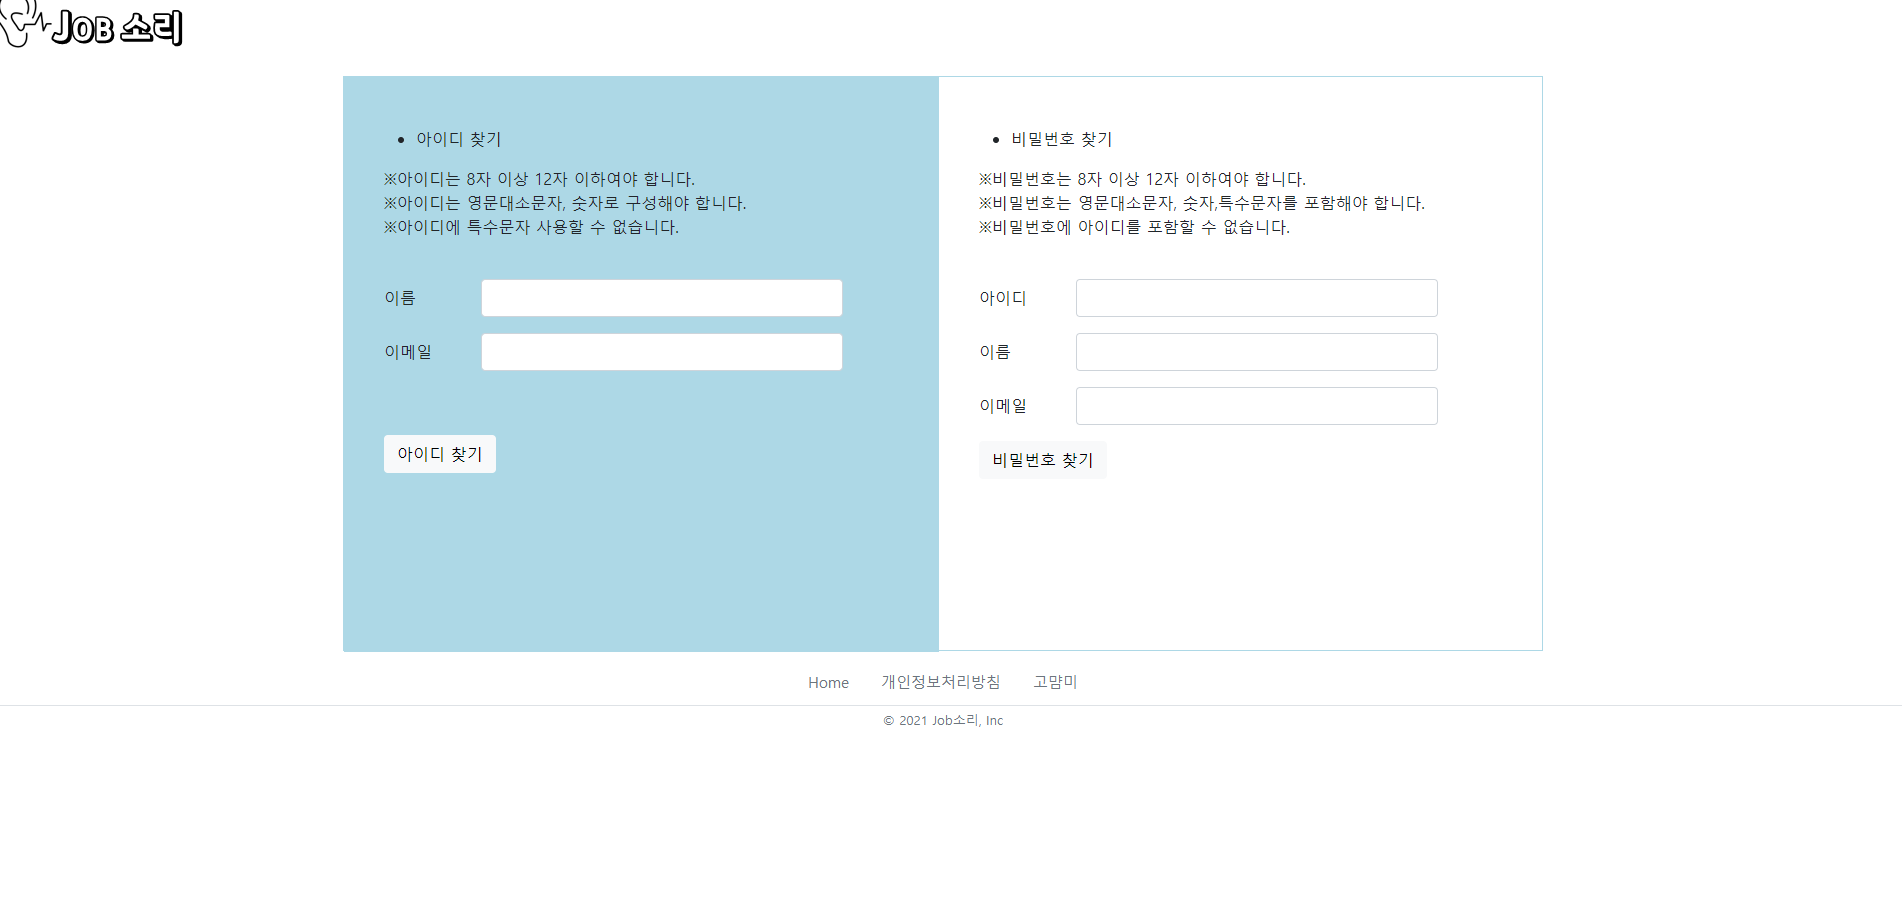 JOB 소리
아이디 찾기
※아이디는 8자 이상 12자 이하여야 합니다.
※아이디는 영문대소문자, 숫자로 구성해야 합니다.
※아이디에 특수문자 사용할 수 없습니다.
이름
이메일
아이디 찾기
비밀번호 찾기
※비밀번호는 8자 이상 12자 이하여야 합니다.
※비밀번호는 영문대소문자, 숫자,특수문자를 포함해야 합니다.
※비밀번호에 아이디를 포함할 수 없습니다.
아이디
이름
이메일
비밀번호 찾기
Home 개인정보처리방침 고먐미
© 2021 Job소리, Inc